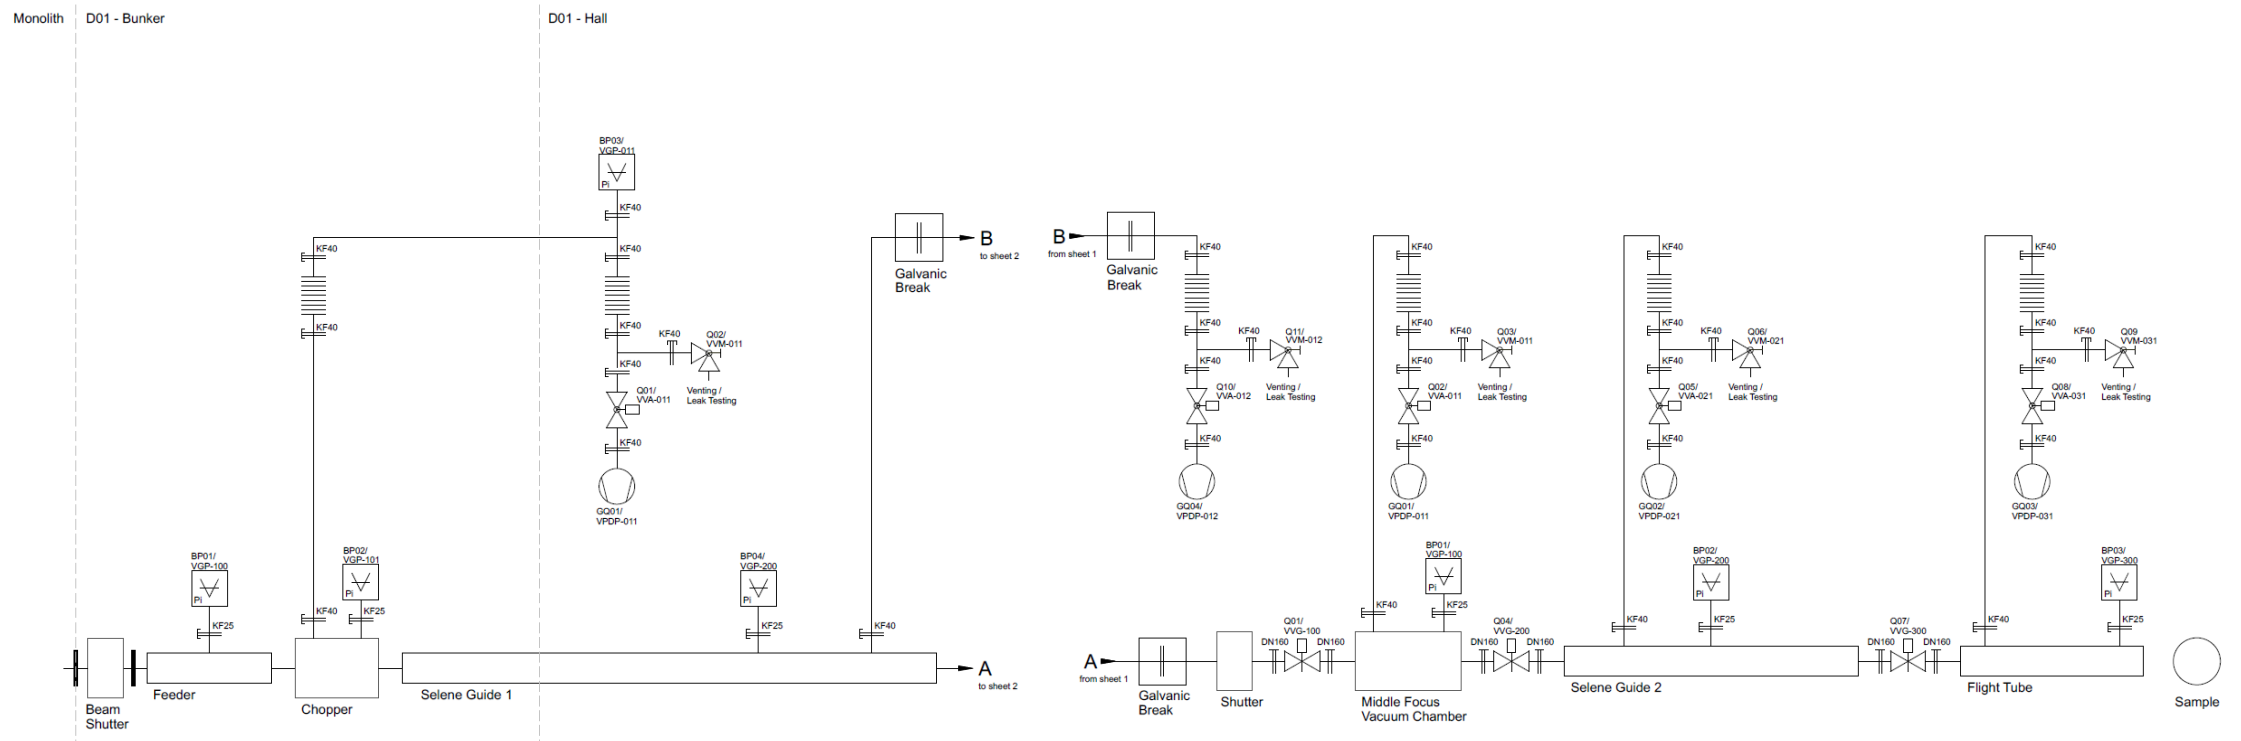 Monolith
D01 - Bunker
D01 - Hall
BP03/
VGP-011
Pi
KF40
KF40
KF40
KF40
KF40
KF40
Q02/
VVM-011
KF40
KF40
Venting /
Leak Testing
Q01/
VVA-011
KF40
GQ01/
VPDP-011
Galvanic
Break
B
to sheet 2
BP01/
VGP-100
Pi
KF25
BP02/
VGP-101
Pi
KF40
KF25
BP04/
VGP-200
Pi
KF25
KF40
Beam
Shutter
Feeder
Chopper
Selene Guide 1
A
to sheet 2
B
from sheet 1
Galvanic
Break
KF40
KF40
KF40
Q11/
VVM-012
KF40
Venting /
Leak Testing
Q10/
VVA-012
KF40
GQ04/
VPDP-012
KF40
KF40
KF40
Q03/
VVM-011
KF40
Venting /
Leak Testing
Q02/
VVA-011
KF40
GQ01/
VPDP-011
KF40
KF40
KF40
Q06/
VVM-021
KF40
Venting /
Leak Testing
Q05/
VVA-021
KF40
GQ02/
VPDP-021
KF40
KF40
KF40
Q09
VVM-031
KF40
Venting /
Leak Testing
Q08/
VVA-031
KF40
GQ03/
VPDP-031
A
from sheet 1
Galvanic
Break
Shutter
Q01/
VVG-100
DN160
DN160
KF40
BP01/
VGP-100
Pi
KF25
Middle Focus
Vacuum Chamber
Q04/
VVG-200
DN160
DN160
KF40
BP02/
VGP-200
Pi
KF25
Selene Guide 2
Q07/
VVG-300
DN160
DN160
KF40
BP03/
VGP-300
Pi
KF25
Flight Tube
Sample